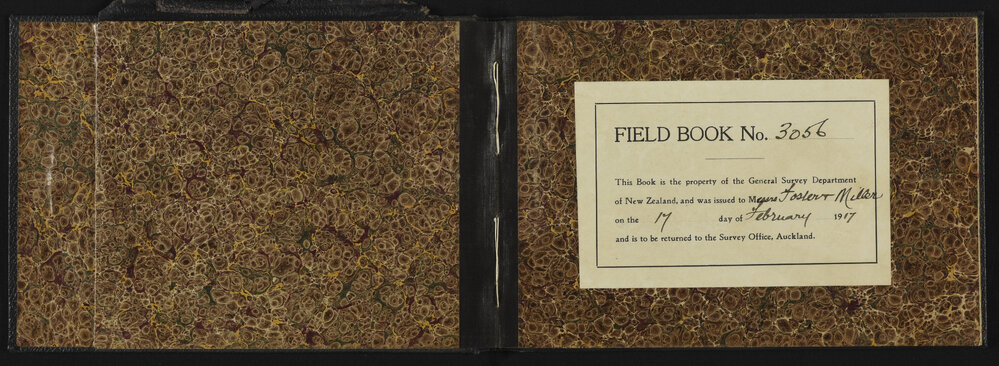 FIELD BOOK No. 3056
This Book is the property of the General Survey Department
of New Zealand, and was issued to Messrs Foster & Miller
on the 17 day of February 1917
and is to be returned to the Survey Office, Auckland.